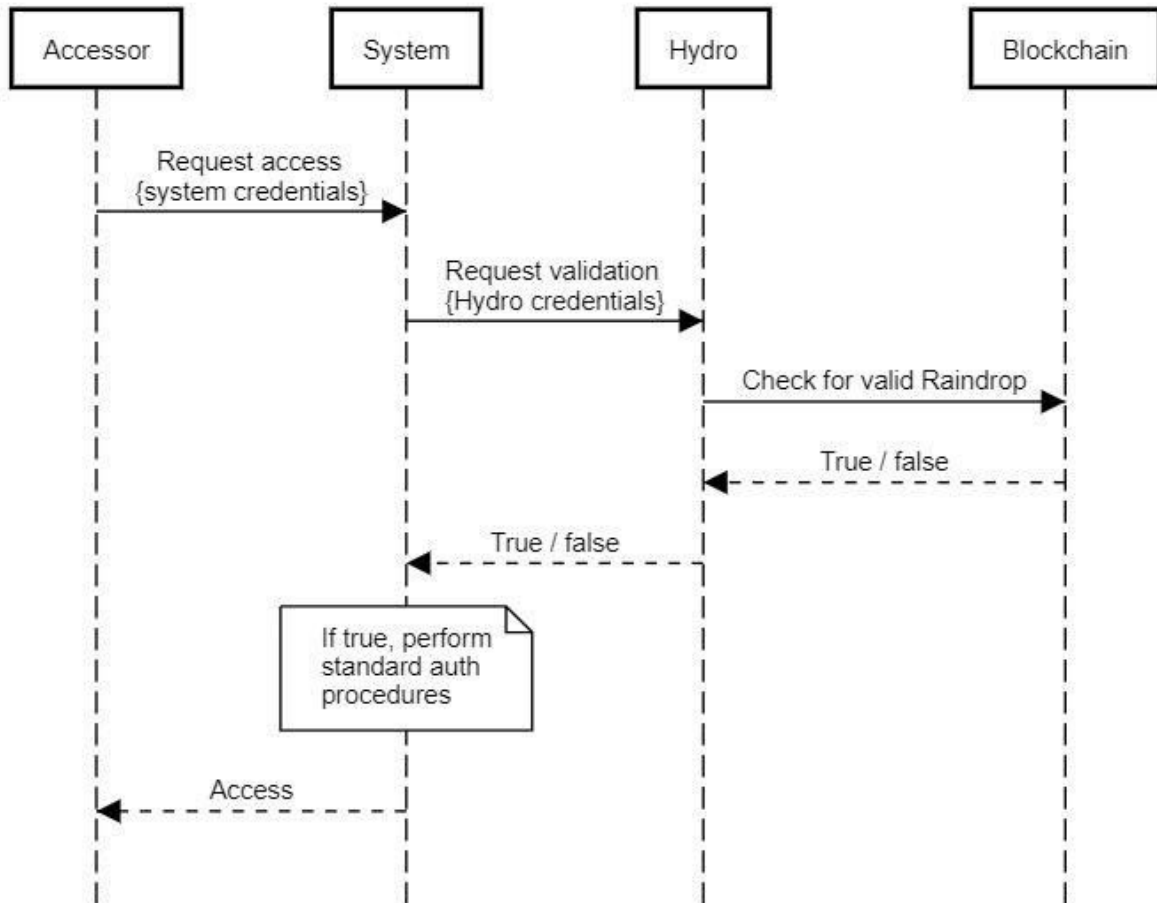 Accessor
System
Hydro
Blockchain
Request access
{system credentials}
Request validation
{Hydro credentials}
Check for valid Raindrop
True / false
True / false
If true, perform
standard auth
procedures
Access